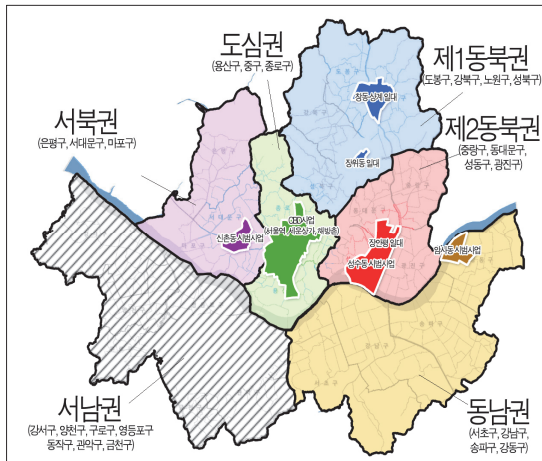 도심권
(용산구, 중구, 종로구)
제1동북권
(도봉구, 강북구, 노원구, 성북구)
창동·상계 일대
서북권
(은평구, 서대문구, 마포구)
장위동 일대
제2동북권
(중랑구, 동대문구,
성동구, 광진구)
CBD사업
(서울역, 세운상가, 해방촌)
신촌동 시범사업
장안평 일대
성수동 시범사업
암사동 시범사업
서남권
(강서구, 양천구, 구로구, 영등포구
동작구, 관악구, 금천구)
동남권
(서초구, 강남구,
송파구, 강동구)